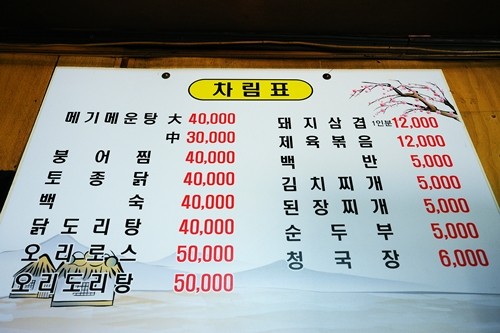 차림표
메기매운탕 大 40,000
中 30,000
붕어찜 40,000
토종닭 40,000
백숙 40,000
닭도리탕 40,000
오리로스 50,000
오리도리탕 50,000
돼지삼겹 1인분 12,000
제육볶음 12,000
백반 5,000
김치찌개 5,000
된장찌개 5,000
순두부 5,000
청국장 6,000